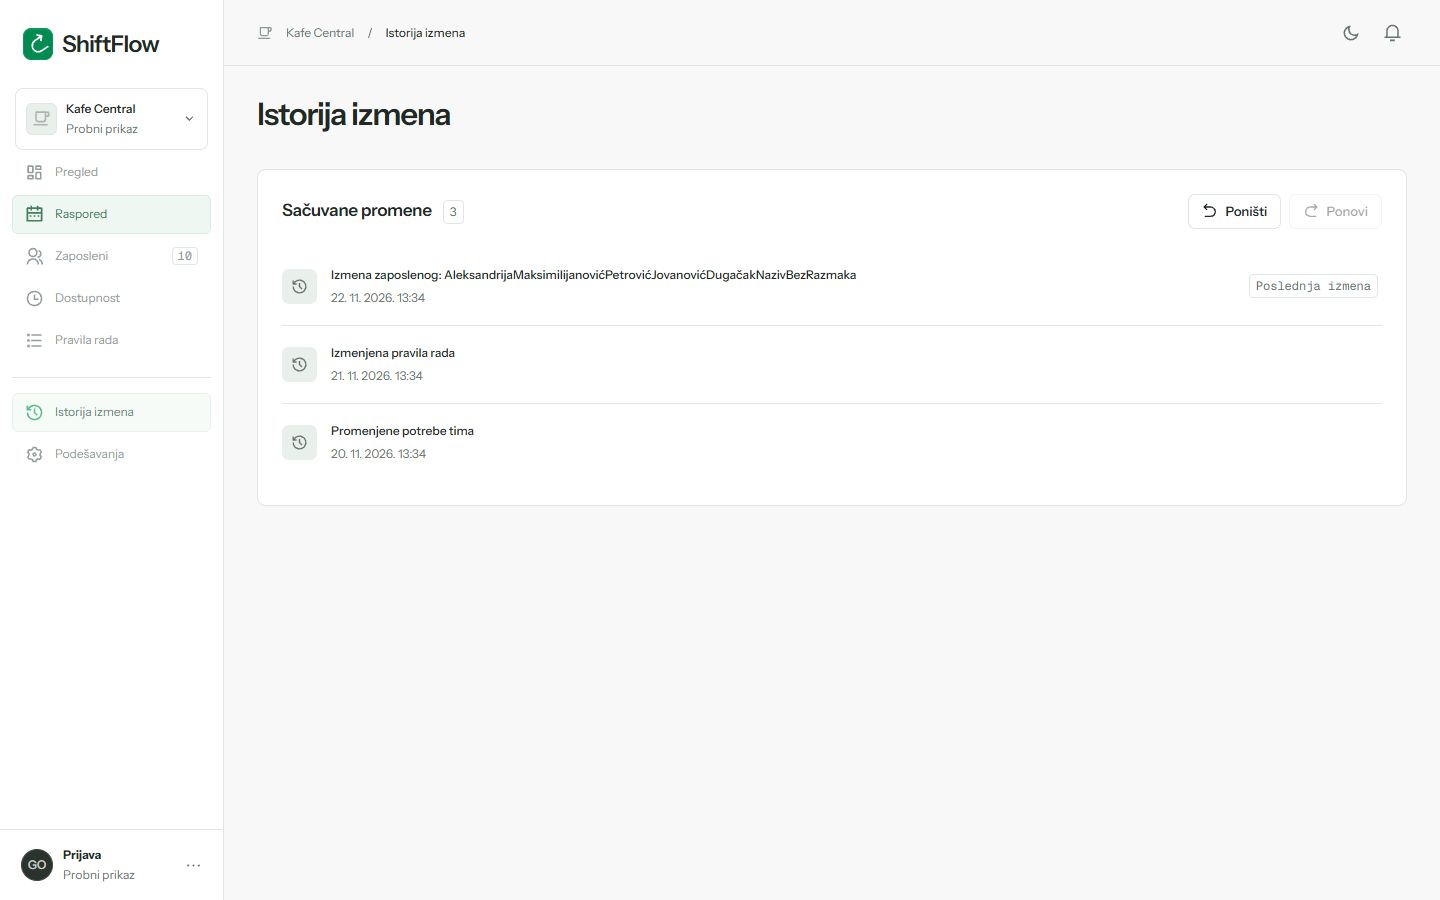 ShiftFlow
Kafe Central
Probni prikaz
Pregled
Raspored
Zaposleni 10
Dostupnost
Pravila rada
Istorija izmena
Podešavanja
GO
Prijava
Probni prikaz
Kafe Central / Istorija izmena
Istorija izmena
Sačuvane promene 3
Poništi
Ponovi
Izmena zaposlenog: AleksandrijaMaksimilijanovićPetrovićJovanovićDugačakNazivBezRazmaka
22. 11. 2026. 13:34
Poslednja izmena
Izmenjena pravila rada
21. 11. 2026. 13:34
Promenjene potrebe tima
20. 11. 2026. 13:34